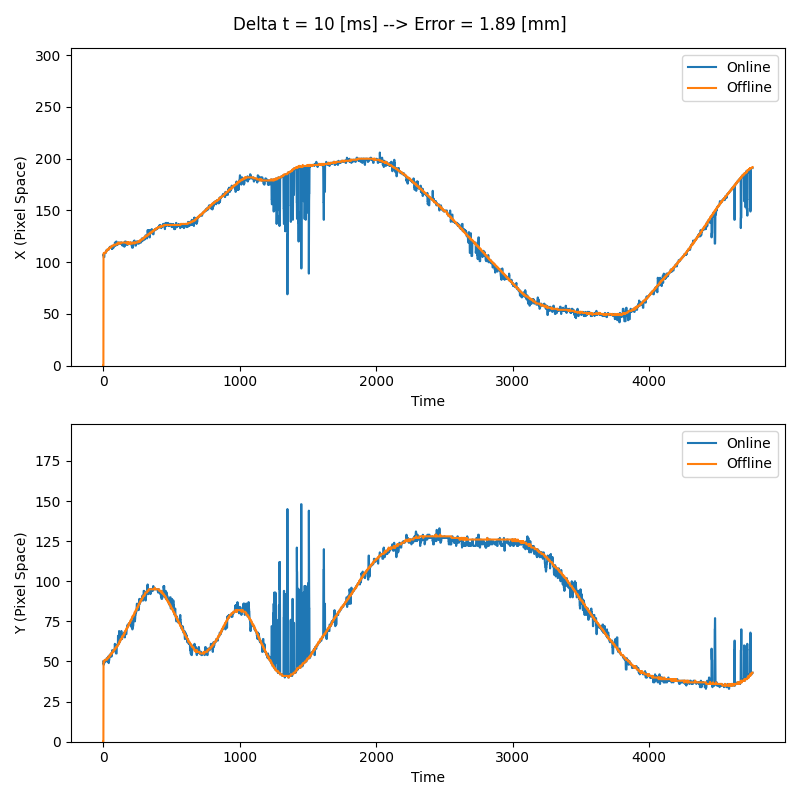 Delta t = 10 [ms] --> Error = 1.89 [mm]
300
250
200
150
100
50
0
X (Pixel Space)
Online
Offline
0 1000 2000 3000 4000
Time
175
150
125
100
75
50
25
0
Y (Pixel Space)
Online
Offline
0 1000 2000 3000 4000
Time